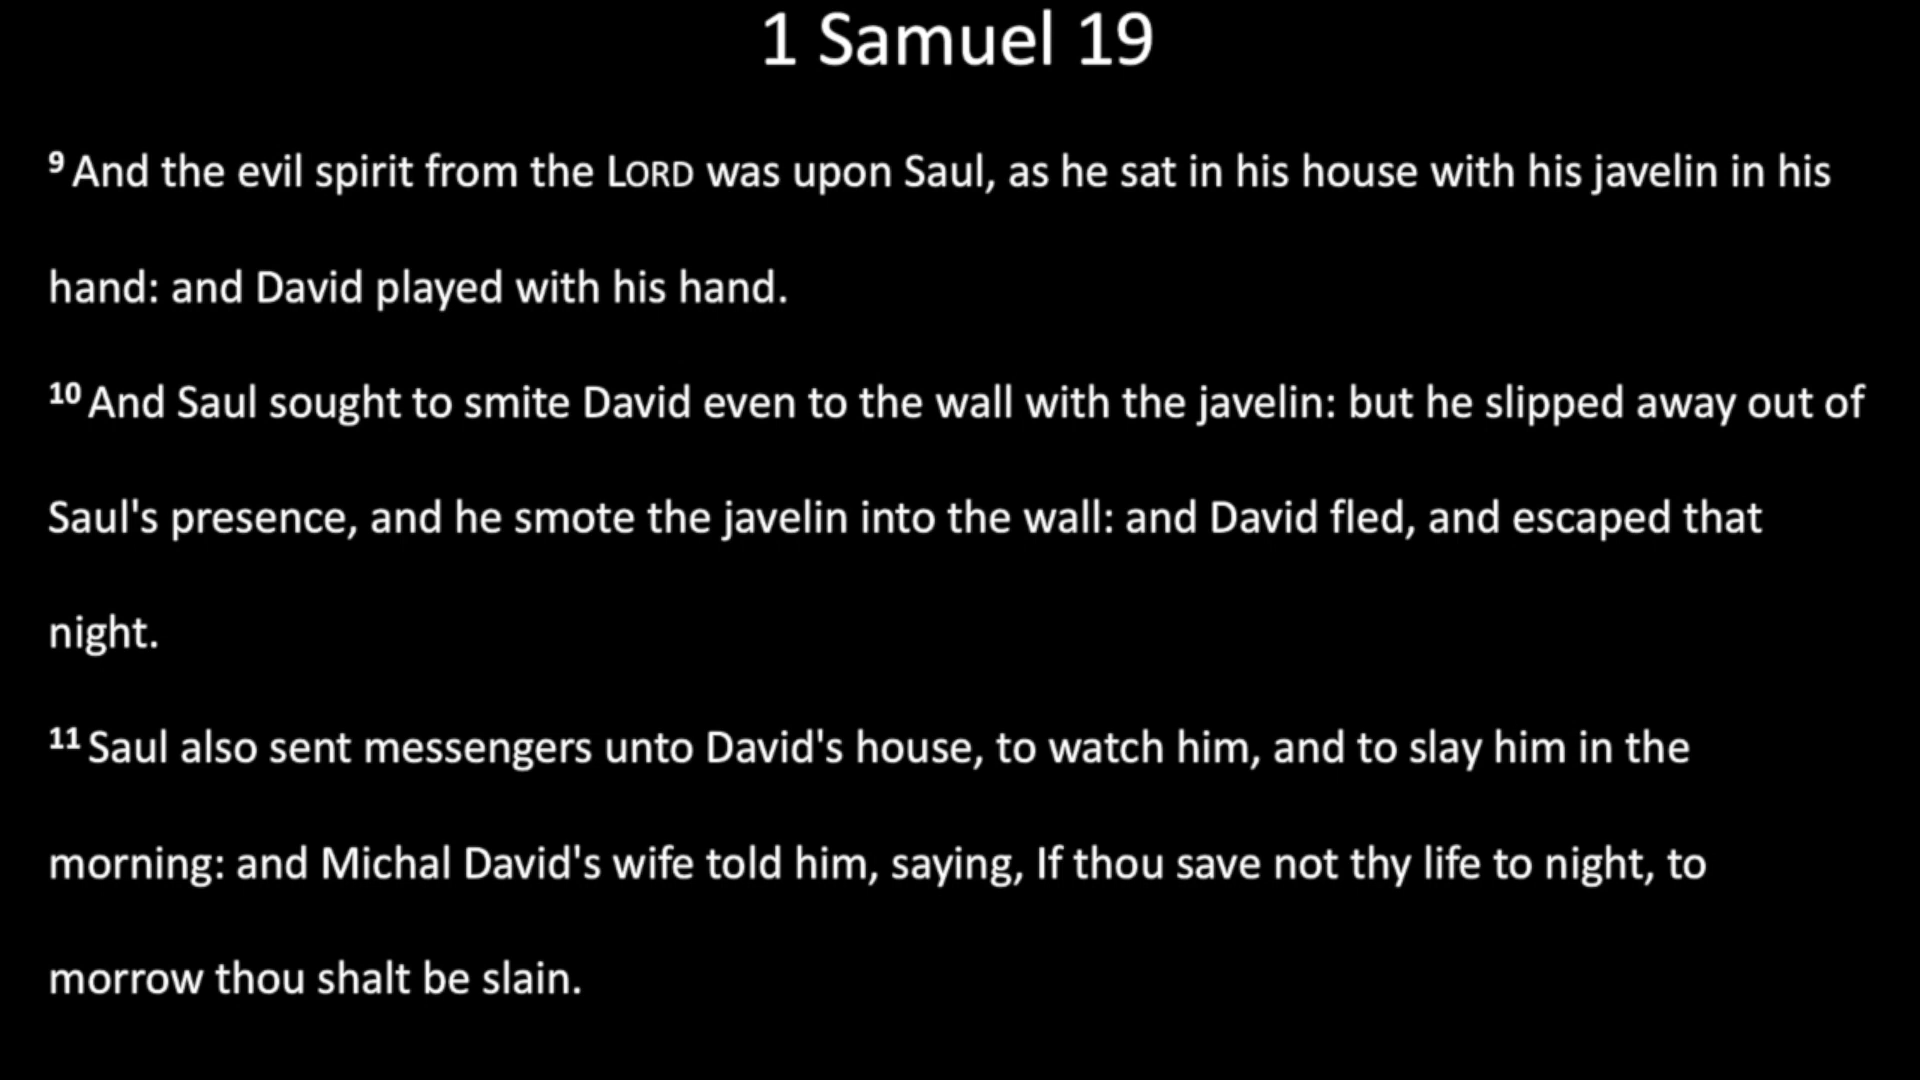 1 Samuel 19
9 And the evil spirit from the LORD was upon Saul, as he sat in his house with his javelin in his
hand: and David played with his hand.
10 And Saul sought to smite David even to the wall with the javelin: but he slipped away out of
Saul's presence, and he smote the javelin into the wall: and David fled, and escaped that
night.
11 Saul also sent messengers unto David's house, to watch him, and to slay him in the
morning: and Michal David's wife told him, saying, If thou save not thy life to night, to
morrow thou shalt be slain.